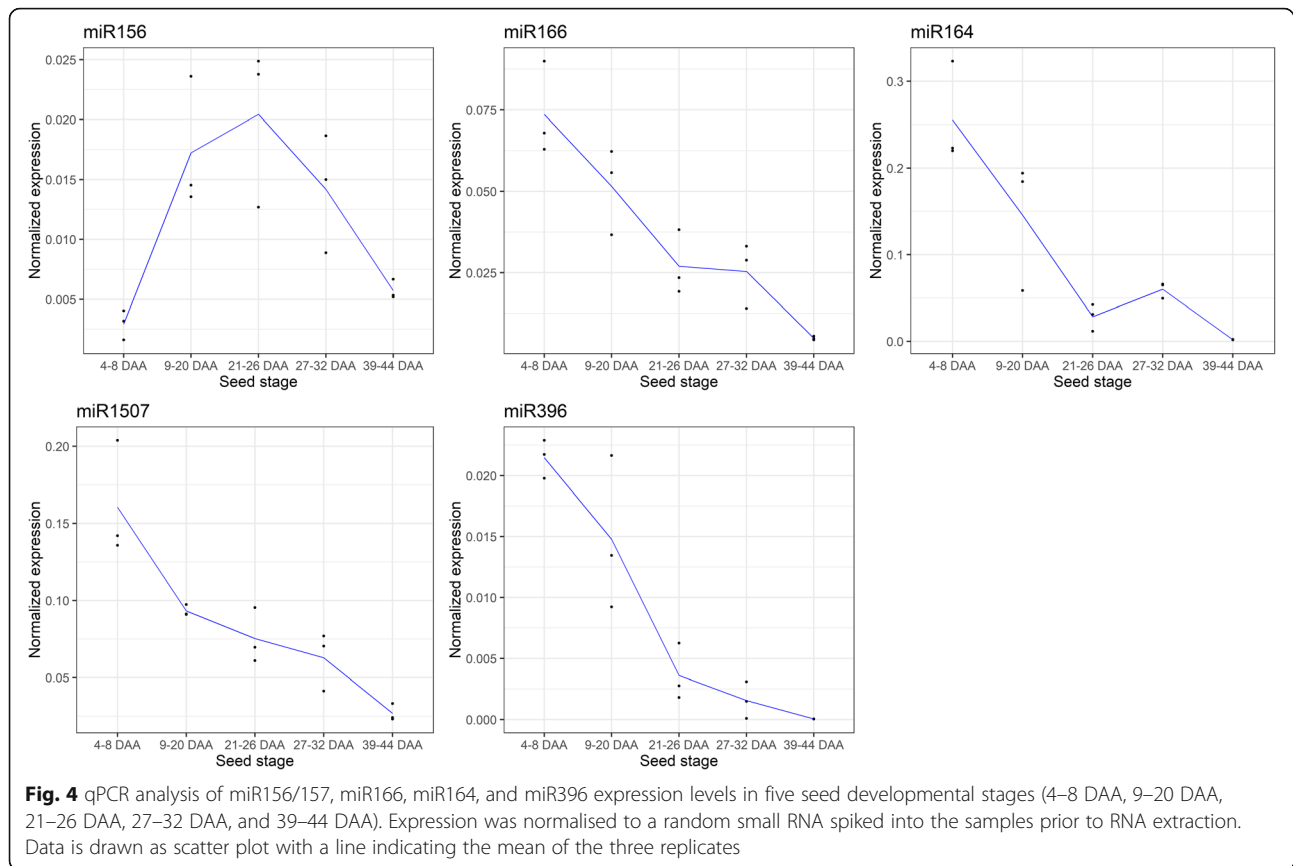 miR156
Normalized expression
0.025
0.020
0.015
0.010
0.005
4-8 DAA 9-20 DAA 21-26 DAA 27-32 DAA 39-44 DAA
Seed stage
miR166
Normalized expression
0.075
0.050
0.025
4-8 DAA 9-20 DAA 21-26 DAA 27-32 DAA 39-44 DAA
Seed stage
miR164
Normalized expression
0.3
0.2
0.1
0.0
4-8 DAA 9-20 DAA 21-26 DAA 27-32 DAA 39-44 DAA
Seed stage
miR1507
Normalized expression
0.20
0.15
0.10
0.05
4-8 DAA 9-20 DAA 21-26 DAA 27-32 DAA 39-44 DAA
Seed stage
miR396
Normalized expression
0.020
0.015
0.010
0.005
0.000
4-8 DAA 9-20 DAA 21-26 DAA 27-32 DAA 39-44 DAA
Seed stage
Fig. 4 qPCR analysis of miR156/157, miR166, miR164, and miR396 expression levels in five seed developmental stages (4–8 DAA, 9–20 DAA,
21–26 DAA, 27–32 DAA, and 39–44 DAA). Expression was normalised to a random small RNA spiked into the samples prior to RNA extraction.
Data is drawn as scatter plot with a line indicating the mean of the three replicates